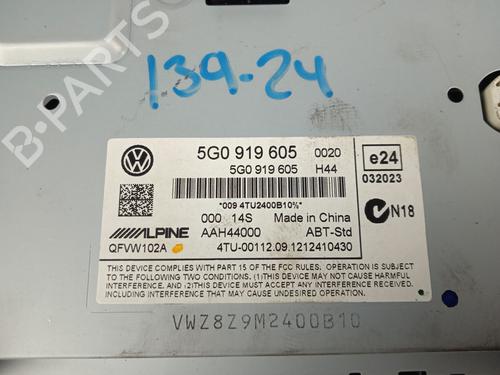 B-PARTS
139-24
5G0 919 605 0020
5G0 919 605 H44
*009 4TU2400B10%*
000 14S Made in China
ALPINE AAH44000 ABT-Std
QFVW102A 4TU-00112.09.1212410430
e24
032023
N18
THIS DEVICE COMPLIES WITH PART 15 OF THE FCC RULES. OPERATION IS
SUBJECT TO THE FOLLOWING TWO CONDITIONS. (1)THIS DEVICE MAY
NOT CAUSE HARMFUL INTERFERENCE, AND (2)THIS DEVICE MUST
ACCEPT ANY INTERFERENCE RECEIVED, INCLUDING INTERFERENCE
THAT MAY CAUSE UNDESIRED OPERATION.
VWZ8Z9M2400B10